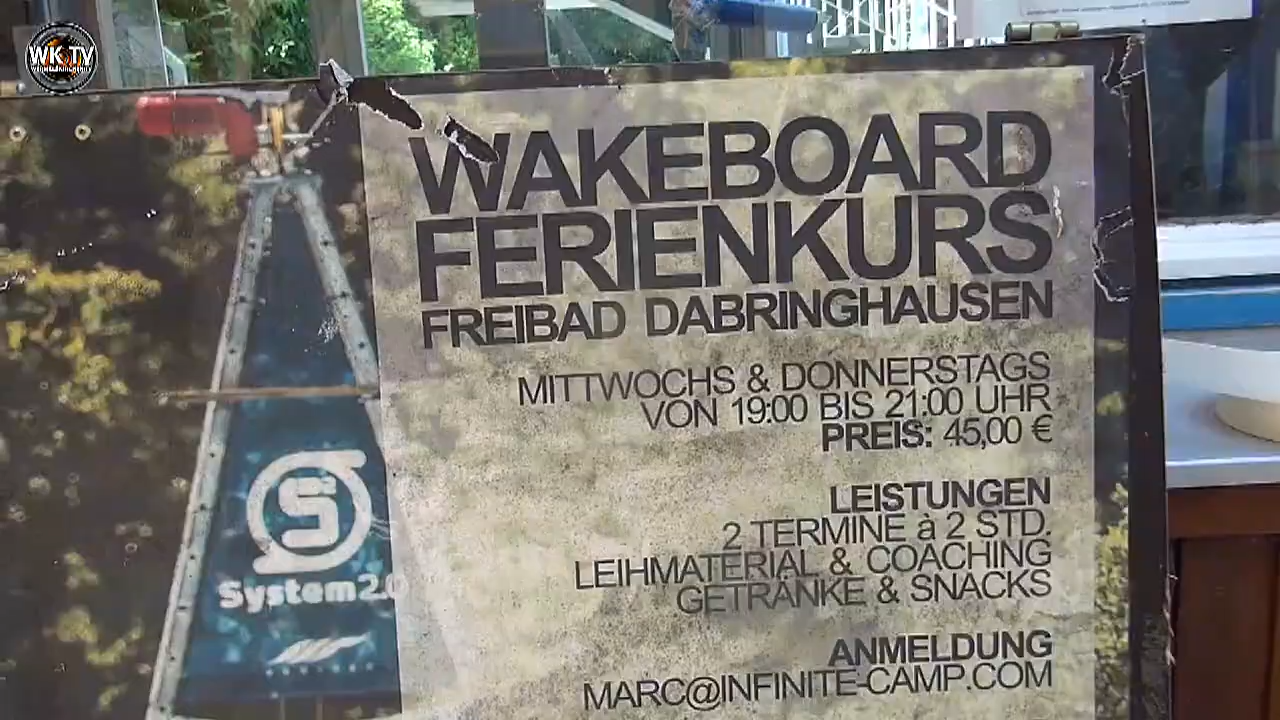 WK TV
WAKEBOARD
FERIENKURS
FREIBAD DABRINGHAUSEN
MITTWOCHS & DONNERSTAGS
VON 19:00 BIS 21:00 UHR
PREIS: 45,00 €
LEISTUNGEN
2 TERMINE à 2 STD.
LEIHMATERIAL & COACHING
GETRÄNKE & SNACKS
ANMELDUNG
MARC@INFINITE-CAMP.COM
S
System2.0